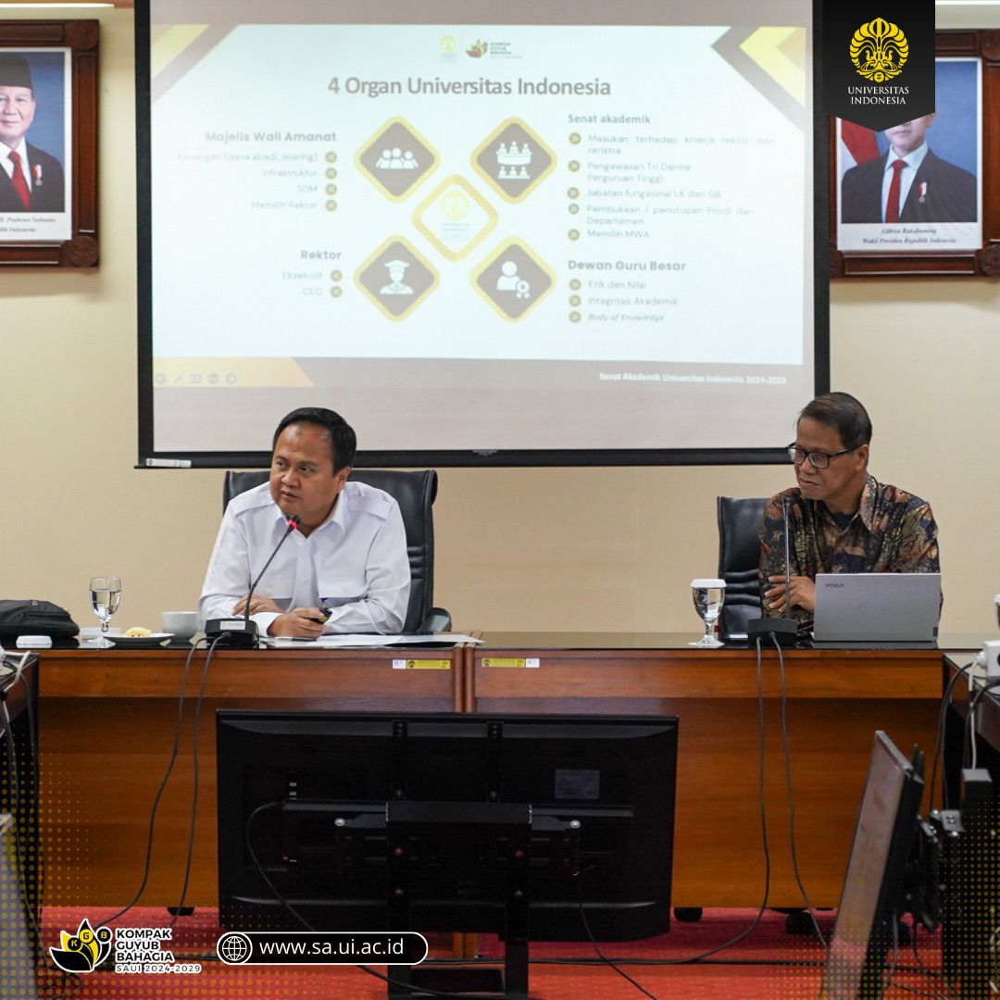 KOMPAK
GUYUB
BAHAGIA
4 Organ Universitas Indonesia
UNIVERSITAS
INDONESIA
Majelis Wali Amanat
Keuangan (dana abadi, jejaring)
Infrastruktur
SDM
Memilih Rektor
Rektor
Eksekutif
CEO
Senat akademik
Masukan terhadap kinerja rektor dan
renstra
Pengawasan Tri Darma
Perguruan Tinggi
Jabatan fungsional LK dan GB
Pembukaan / penutupan Prodi dan
Departemen
Memilih MWA
Dewan Guru Besar
Etik dan Nilai
Integritas Akademik
Body of Knowledge
Senat Akademik Universitas Indonesia 2024-2029
H. Prabowo Subianto
Indonesia
Gibran Rakabuming
Wakil Presiden Republik Indonesia
YOGA
KGB
KOMPAK
GUYUB
BAHAGIA
SAUI 2024-2029
www.sa.ui.ac.id